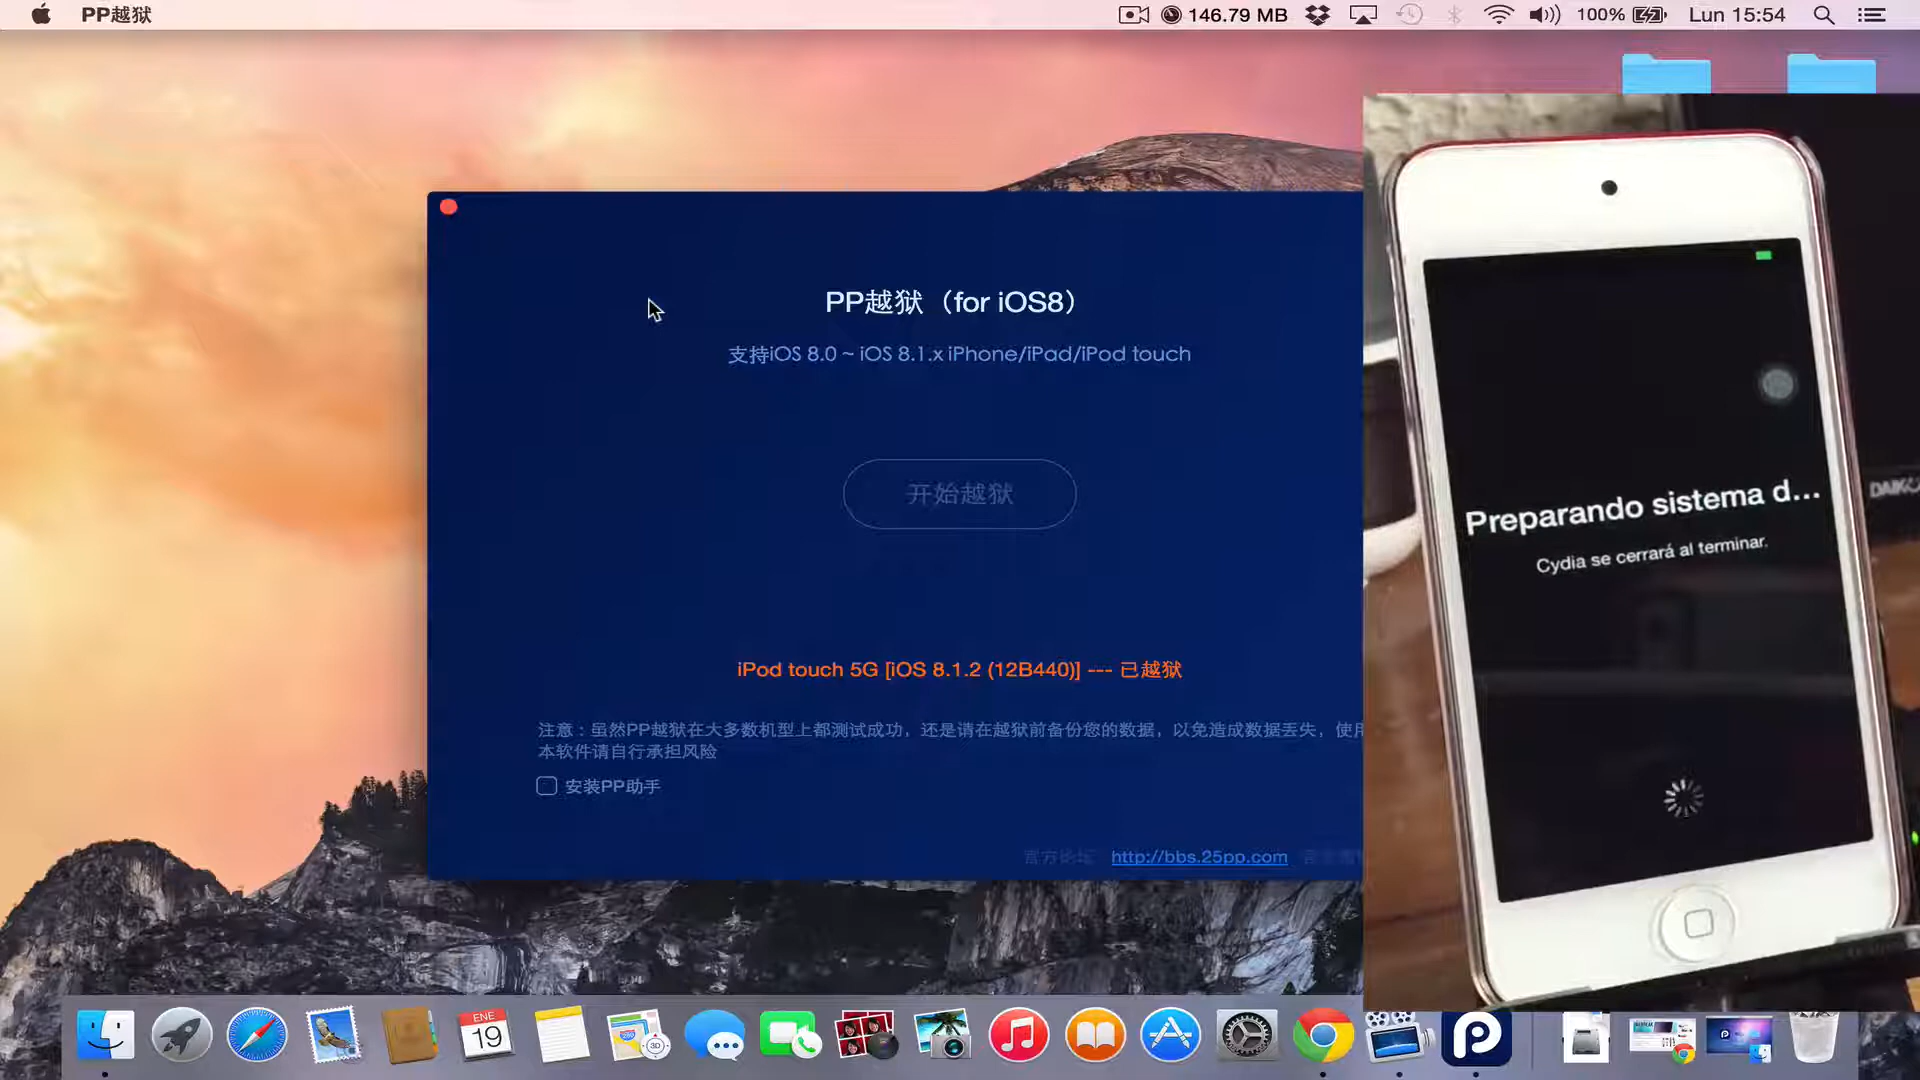 PP越狱
146.79 MB
100%
Lun 15:54
PP越狱（for iOS8）
支持iOS 8.0 ~ iOS 8.1.x iPhone/iPad/iPod touch
开始越狱
iPod touch 5G [iOS 8.1.2 (12B440)] --- 已越狱
注意：虽然PP越狱在大多数机型上都测试成功，还是请在越狱前备份您的数据，以免造成数据丢失，使用
本软件请自行承担风险
安装PP助手
官方论坛 http://bbs.25pp.com
Preparando sistema d...
Cydia se cerrará al terminar.
ENE
19
3D